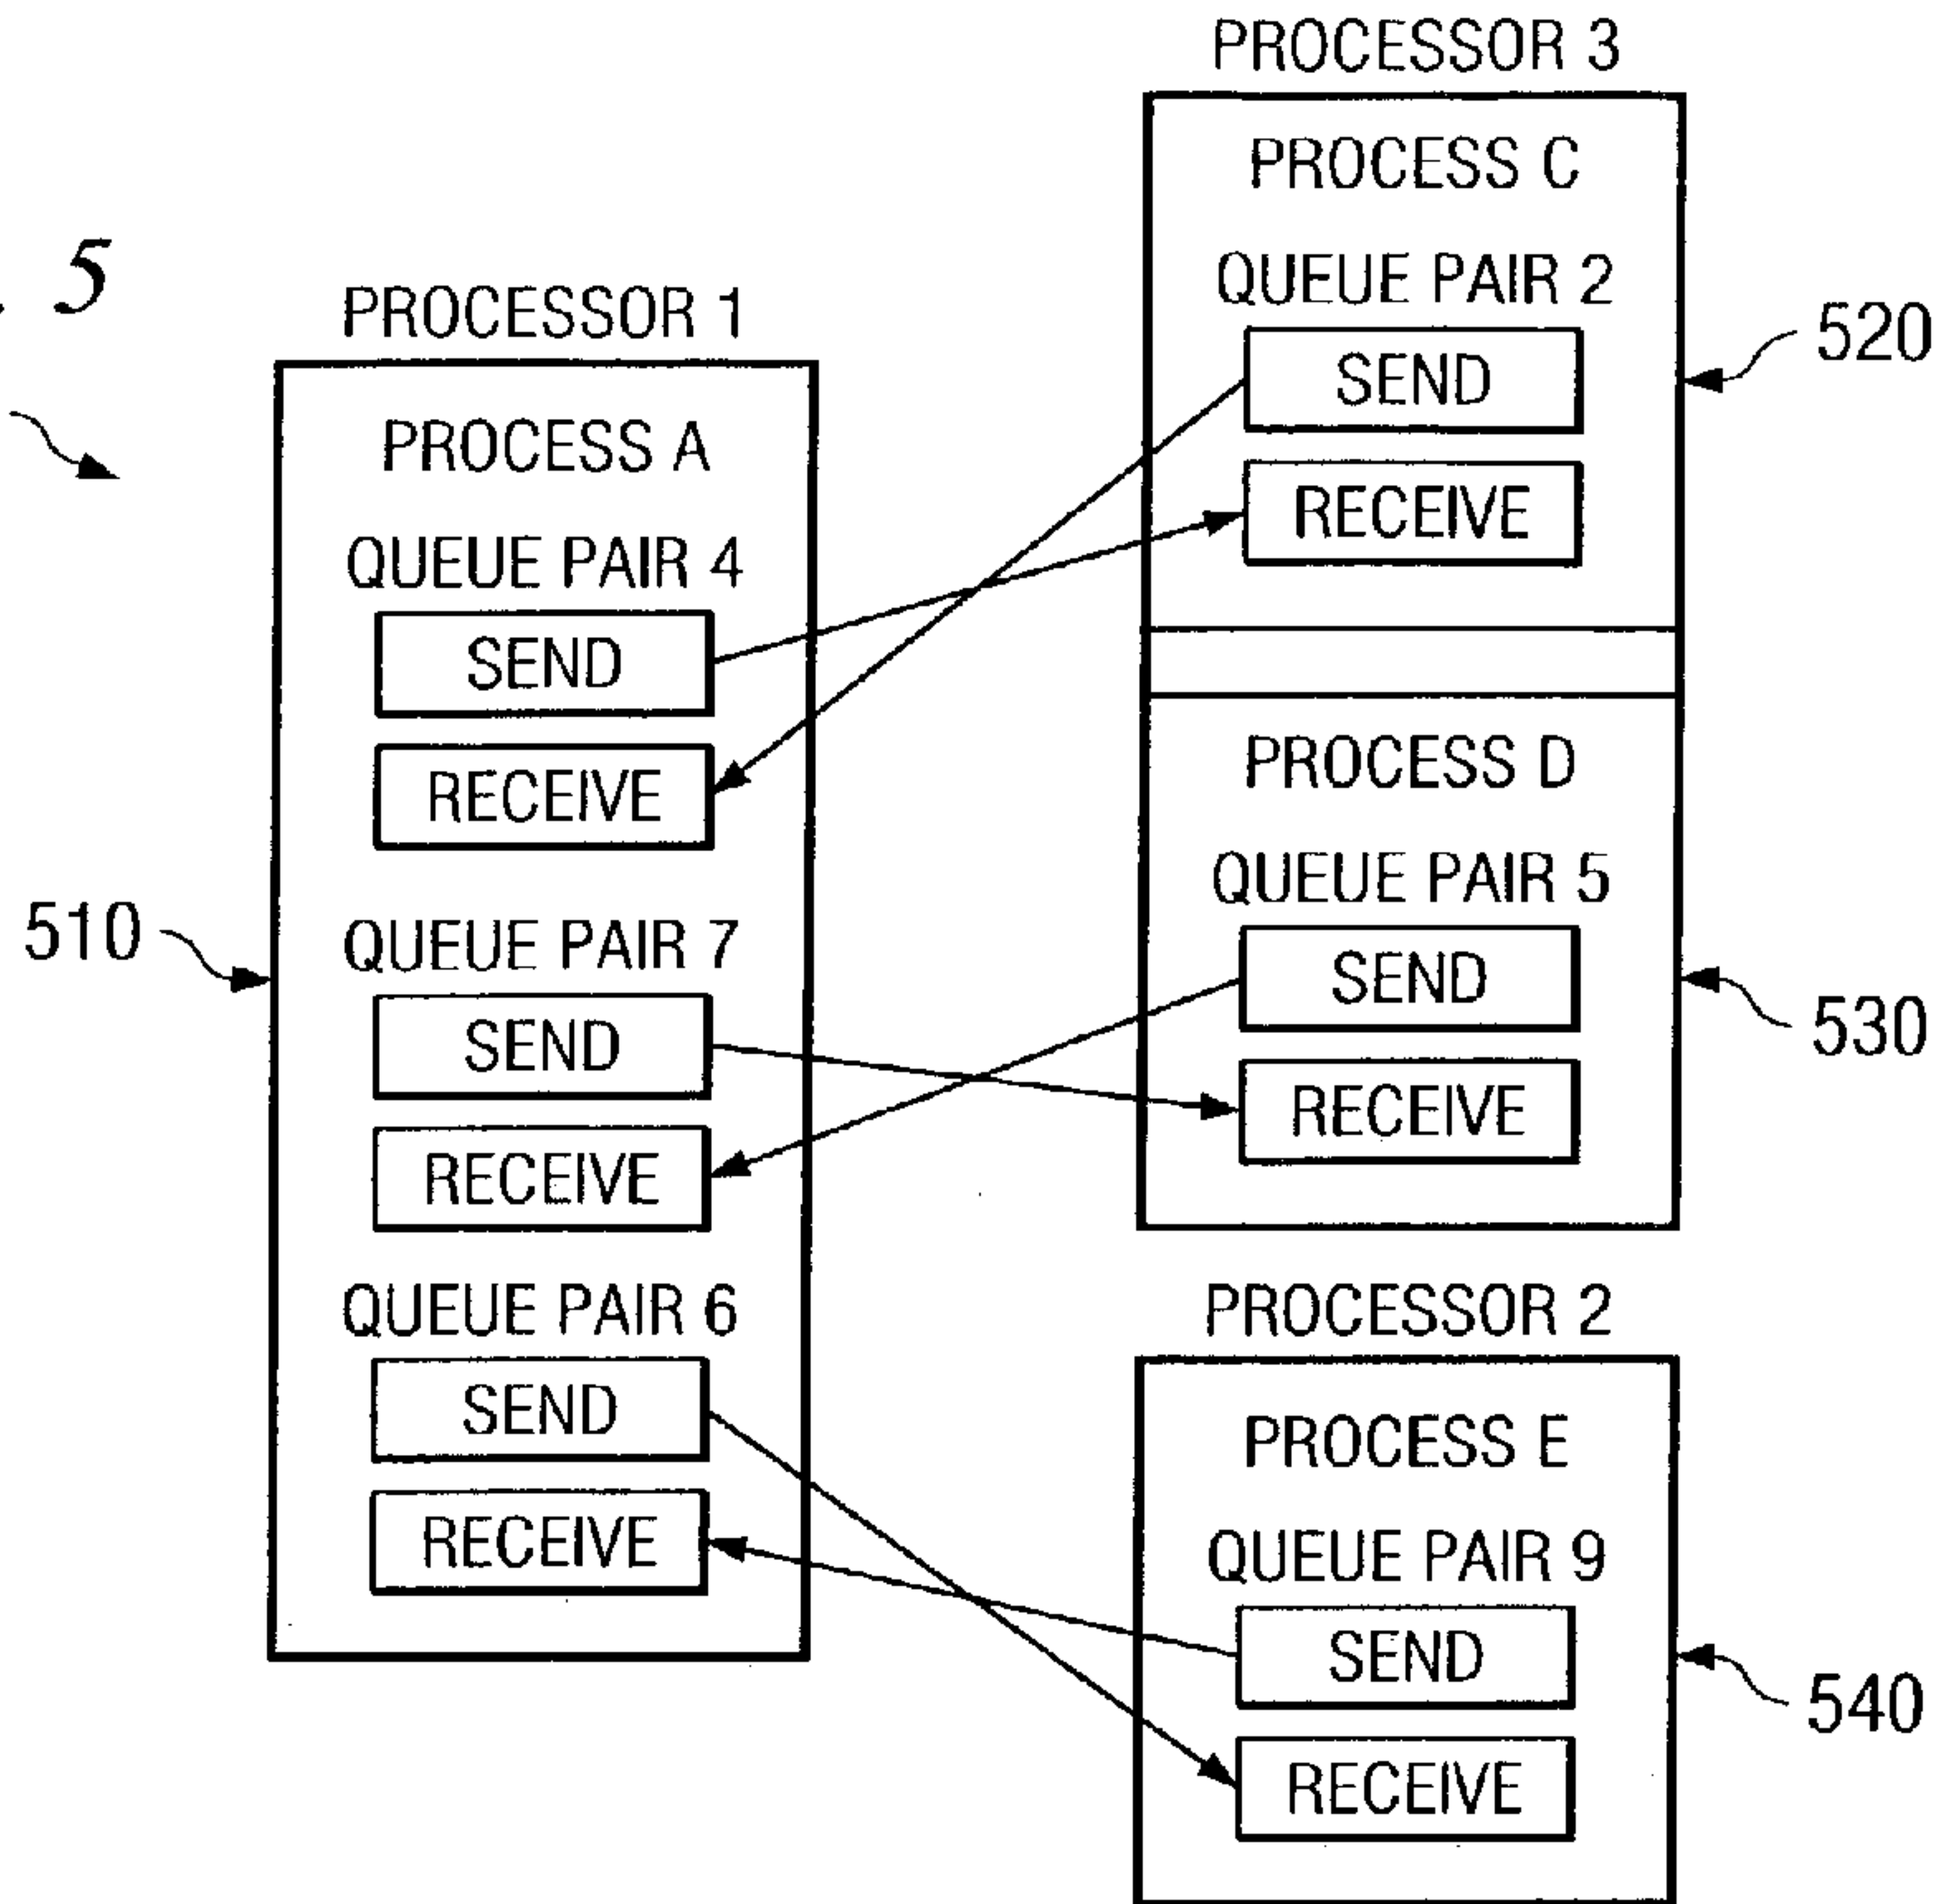 5
PROCESSOR 1
PROCESS A
QUEUE PAIR 4
SEND
RECEIVE
QUEUE PAIR 7
SEND
RECEIVE
QUEUE PAIR 6
SEND
RECEIVE
510
PROCESSOR 3
PROCESS C
QUEUE PAIR 2
SEND
RECEIVE
520
PROCESS D
QUEUE PAIR 5
SEND
RECEIVE
530
PROCESSOR 2
PROCESS E
QUEUE PAIR 9
SEND
RECEIVE
540